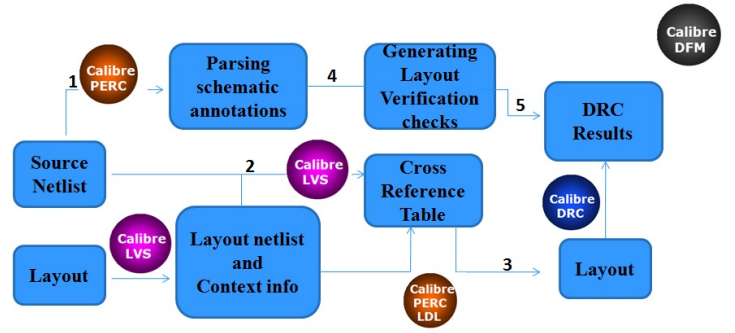 Calibre
DFM
1
Calibre
PERC
Parsing
schematic
annotations
4
Generating
Layout
Verification
checks
5
DRC
Results
Source
Netlist
2
Calibre
LVS
Cross
Reference
Table
Calibre
DRC
Layout
Calibre
LVS
Layout netlist
and
Context info
Calibre
PERC
LDL
3
Layout